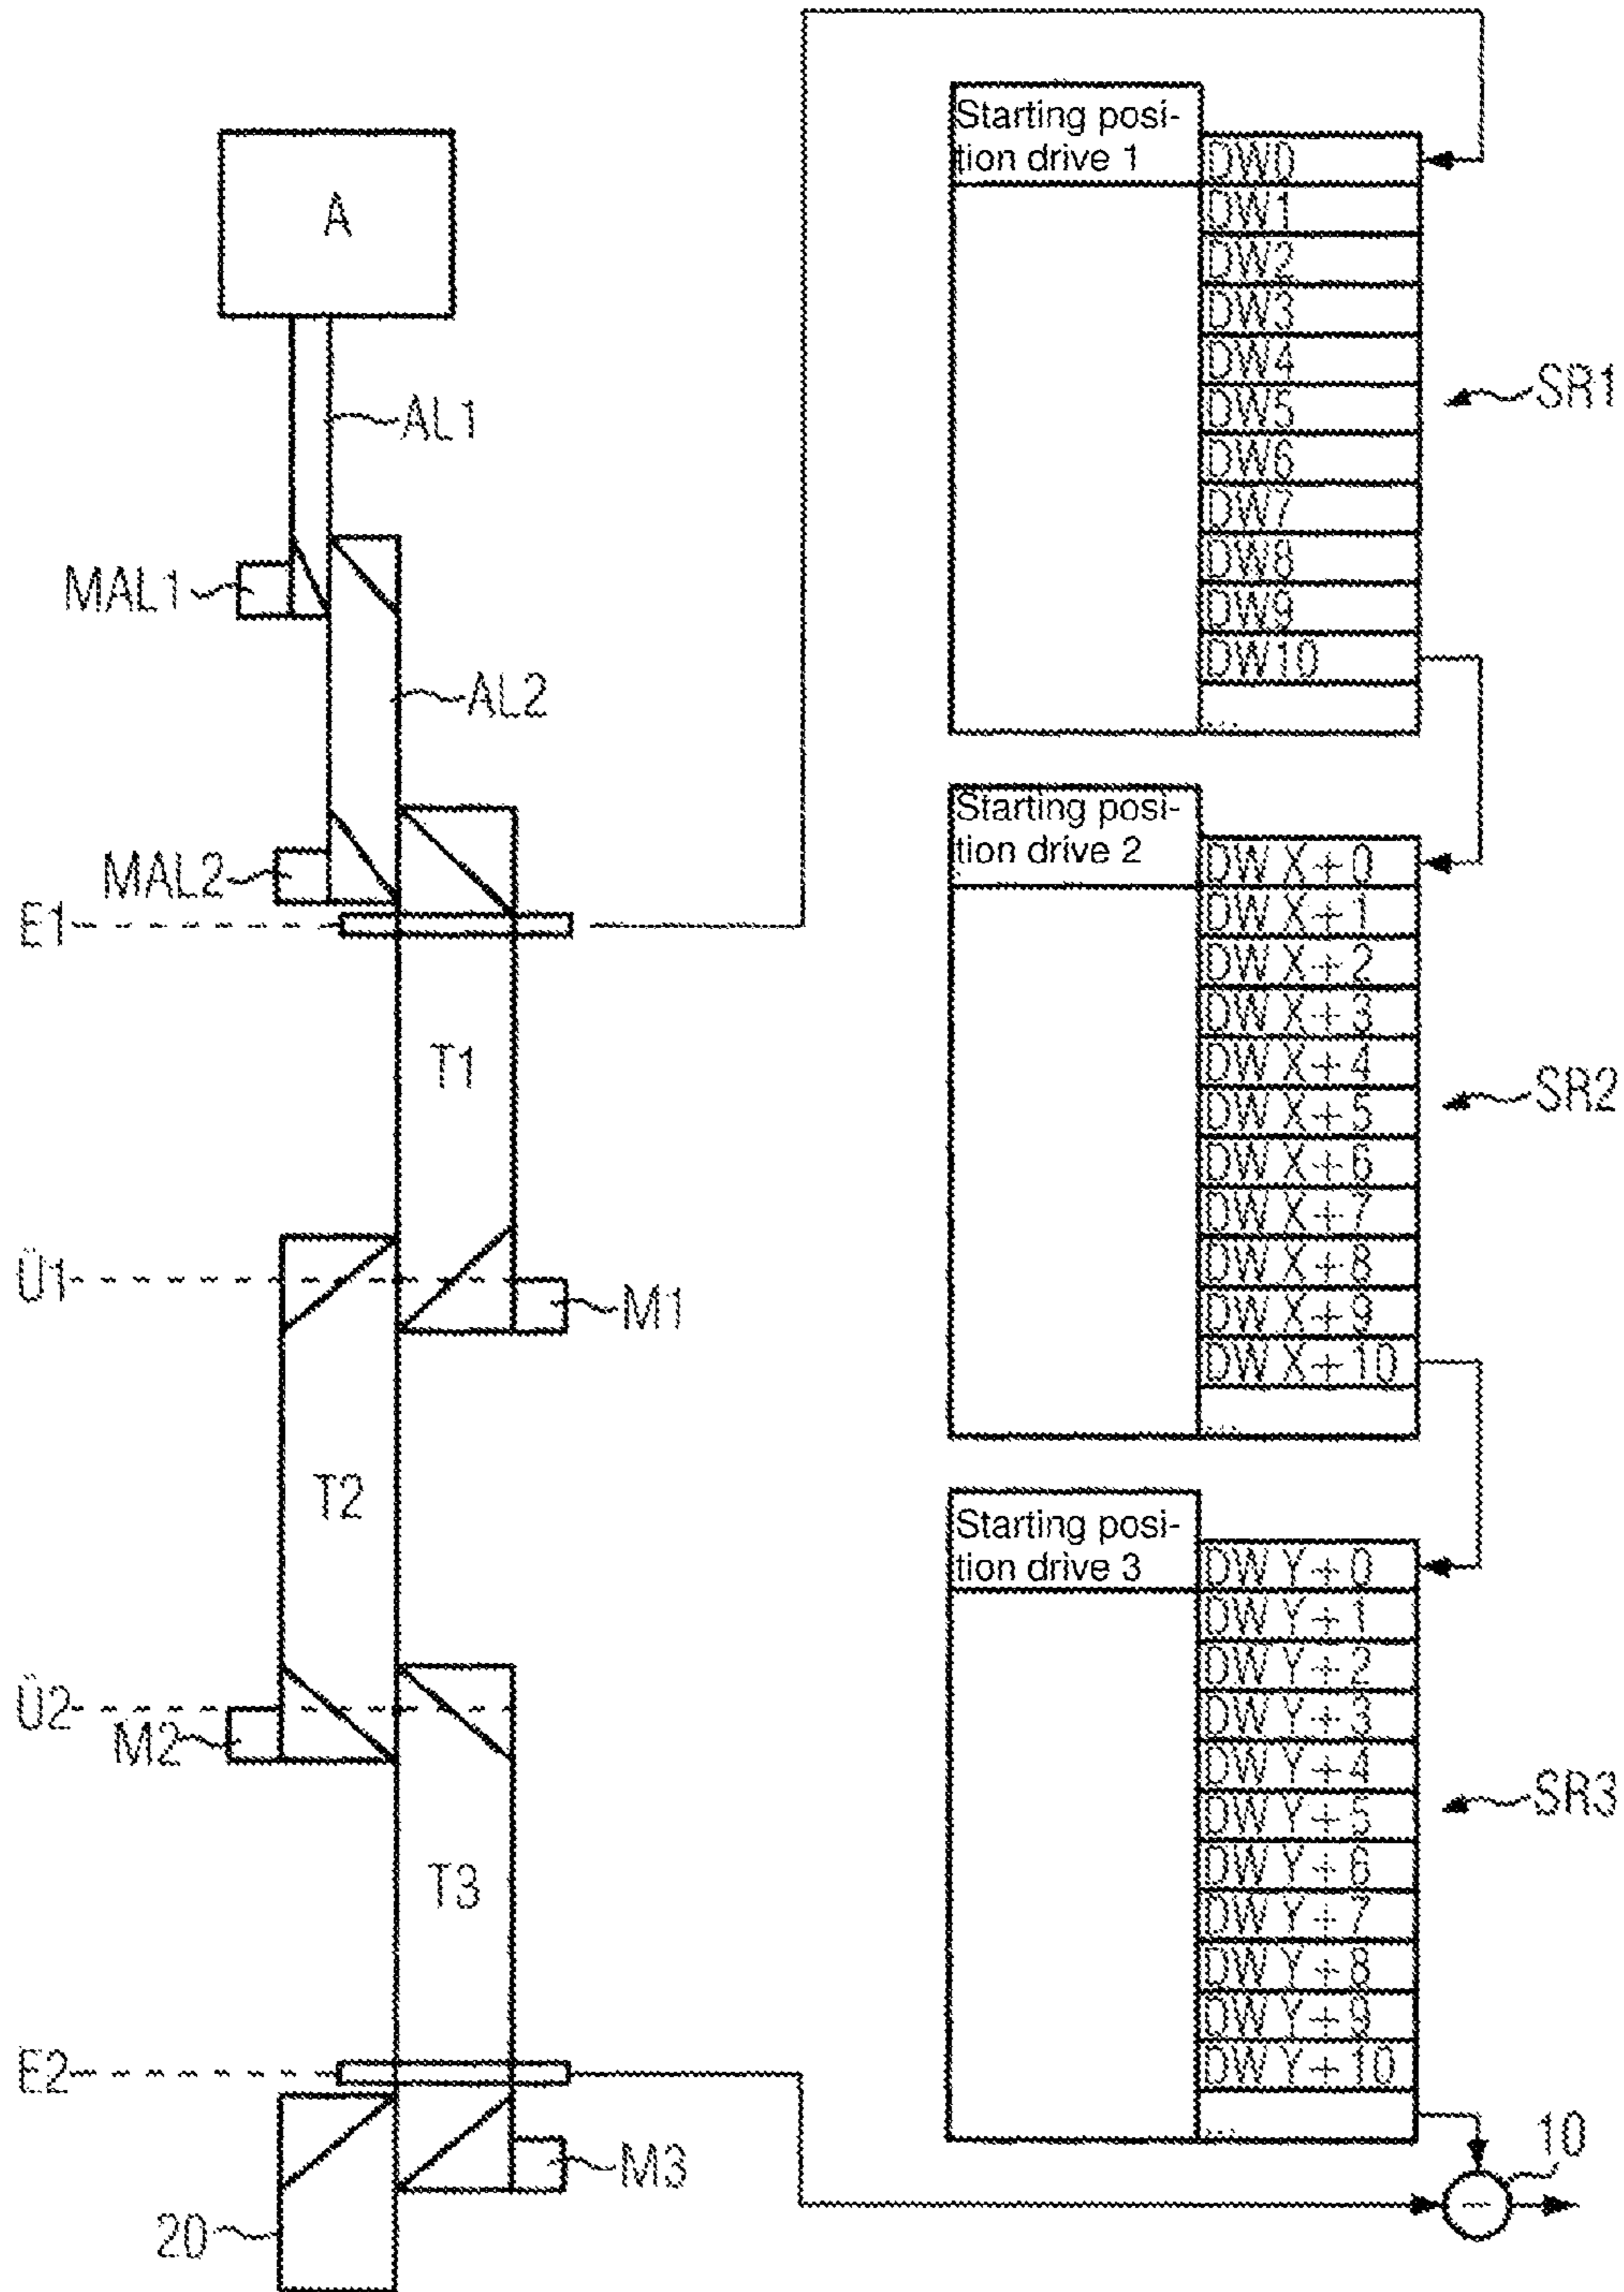 A
AL1
MAL1
AL2
MAL2
E1
T1
Ü1
M1
T2
Ü2
M2
T3
E2
M3
20
Starting posi-
tion drive 1
DW0
DW1
DW2
DW3
DW4
DW5
DW6
DW7
DW8
DW9
DW10
...
SR1
Starting posi-
tion drive 2
DW X+0
DW X+1
DW X+2
DW X+3
DW X+4
DW X+5
DW X+6
DW X+7
DW X+8
DW X+9
DW X+10
...
SR2
Starting posi-
tion drive 3
DW Y+0
DW Y+1
DW Y+2
DW Y+3
DW Y+4
DW Y+5
DW Y+6
DW Y+7
DW Y+8
DW Y+9
DW Y+10
...
SR3
10
−